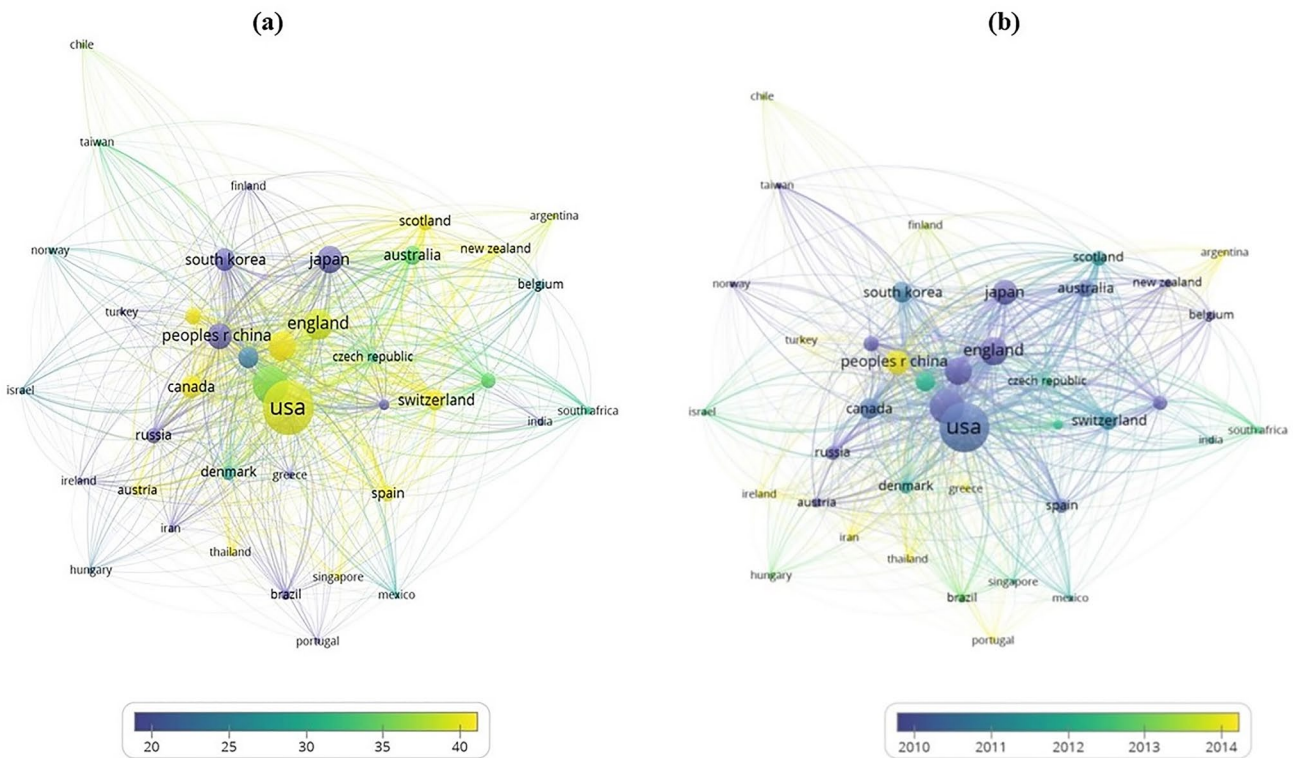 (a)
chile
taiwan
finland
scotland
argentina
norway
south korea
japan
australia
new zealand
belgium
turkey
england
peoples r china
czech republic
israel
canada
usa
switzerland
south africa
india
russia
denmark
greece
ireland
austria
spain
iran
thailand
hungary
singapore
brazil
mexico
portugal
20 25 30 35 40
(b)
chile
taiwan
finland
argentina
scotland
norway
south korea
japan
australia
new zealand
belgium
turkey
england
peoples r china
czech republic
israel
canada
usa
switzerland
south africa
india
russia
denmark
greece
ireland
austria
spain
iran
thailand
hungary
singapore
brazil
mexico
portugal
2010 2011 2012 2013 2014